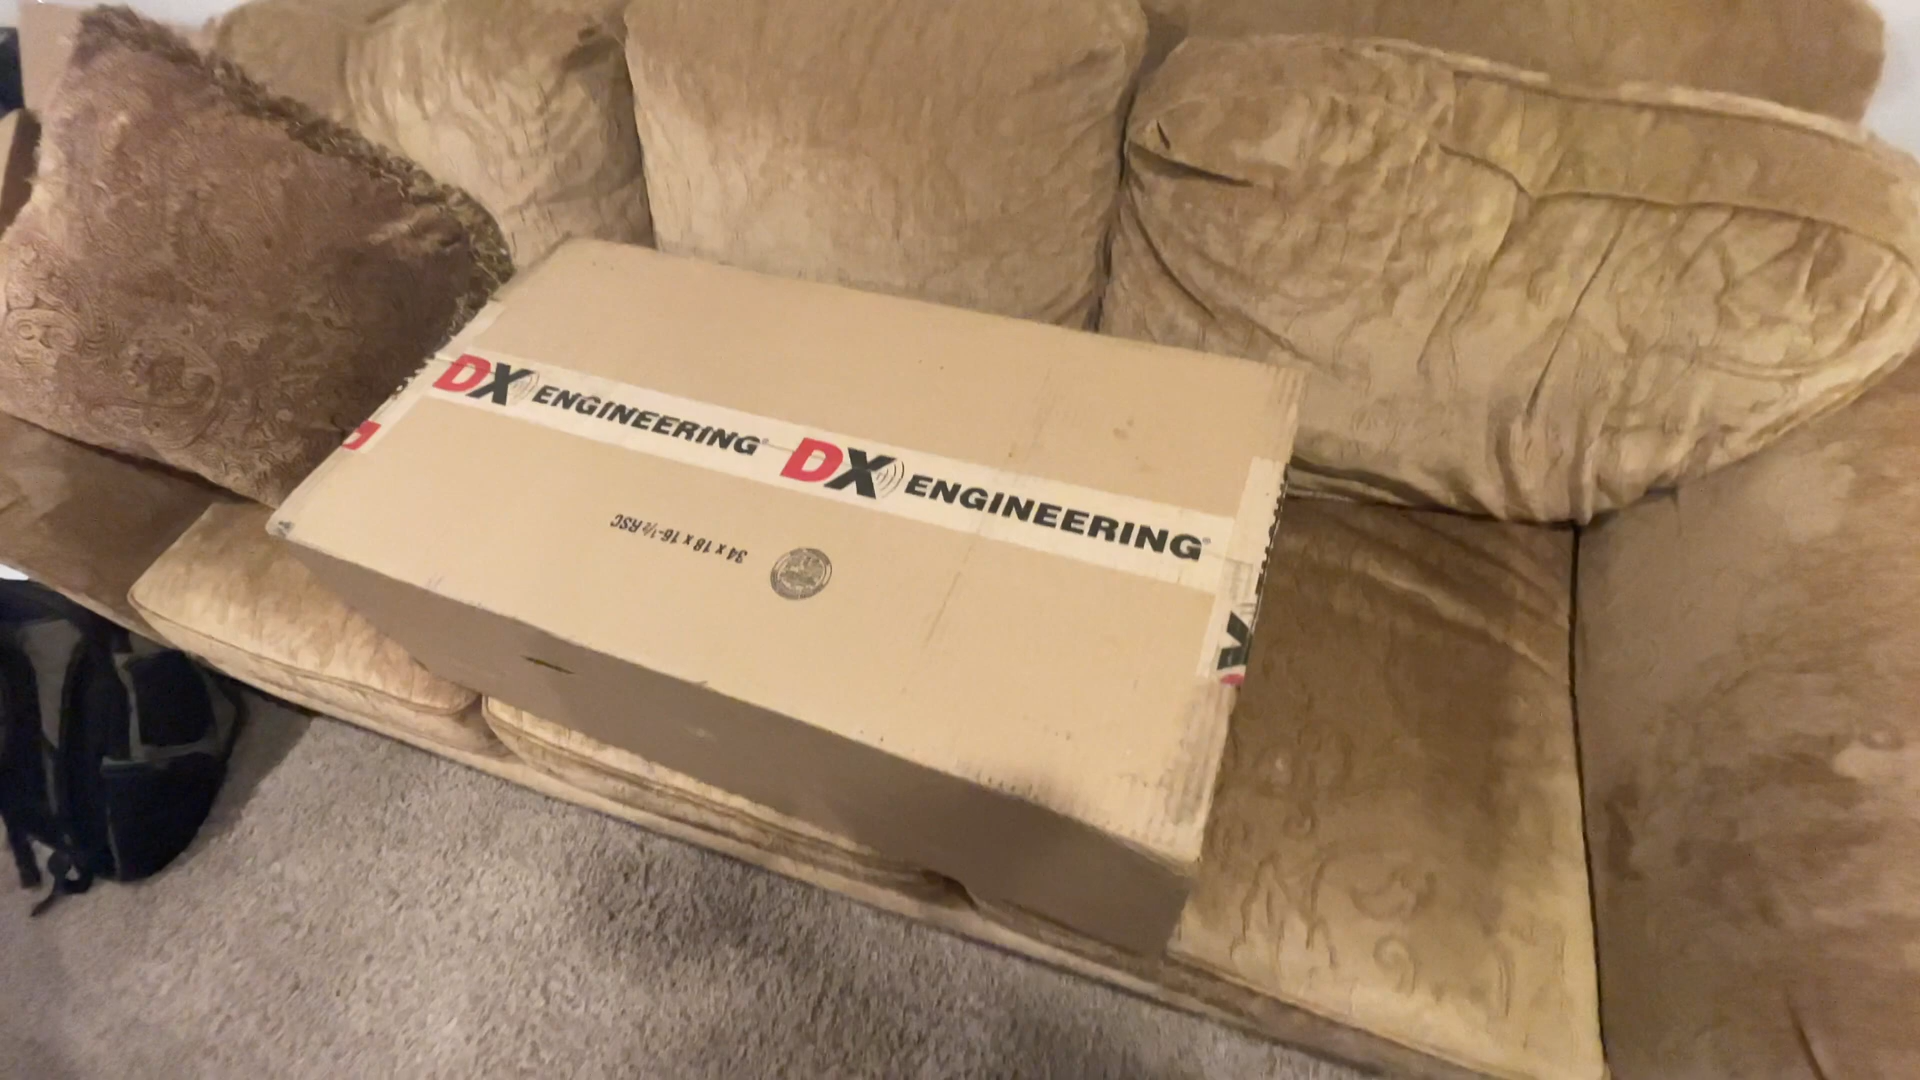 DX ENGINEERING® DX ENGINEERING®
34 x 18 x 16-1/2 RSC